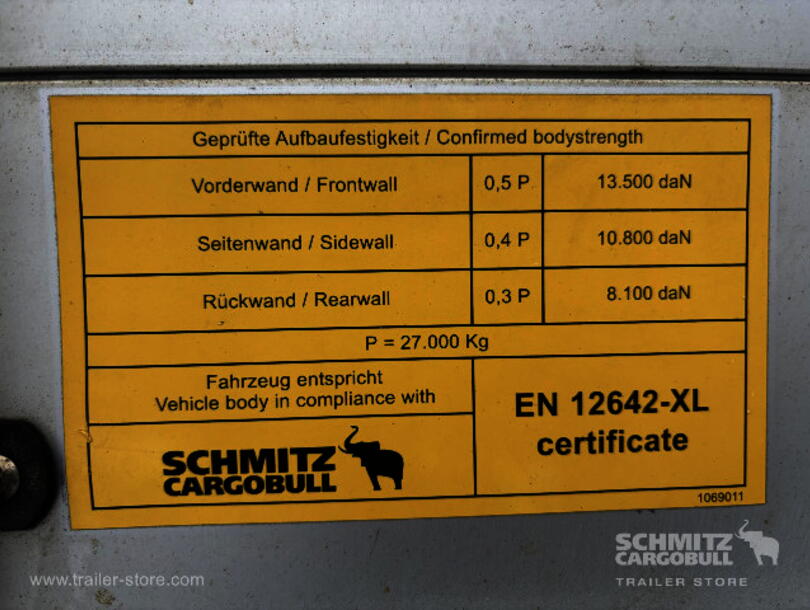 Geprüfte Aufbaufestigkeit / Confirmed bodystrength
Vorderwand / Frontwall 0,5 P 13.500 daN
Seitenwand / Sidewall 0,4 P 10.800 daN
Rückwand / Rearwall 0,3 P 8.100 daN
P = 27.000 Kg
Fahrzeug entspricht
Vehicle body in compliance with
EN 12642-XL
certificate
SCHMITZ
CARGOBULL
1069011
www.trailer-store.com
SCHMITZ
CARGOBULL
TRAILER STORE